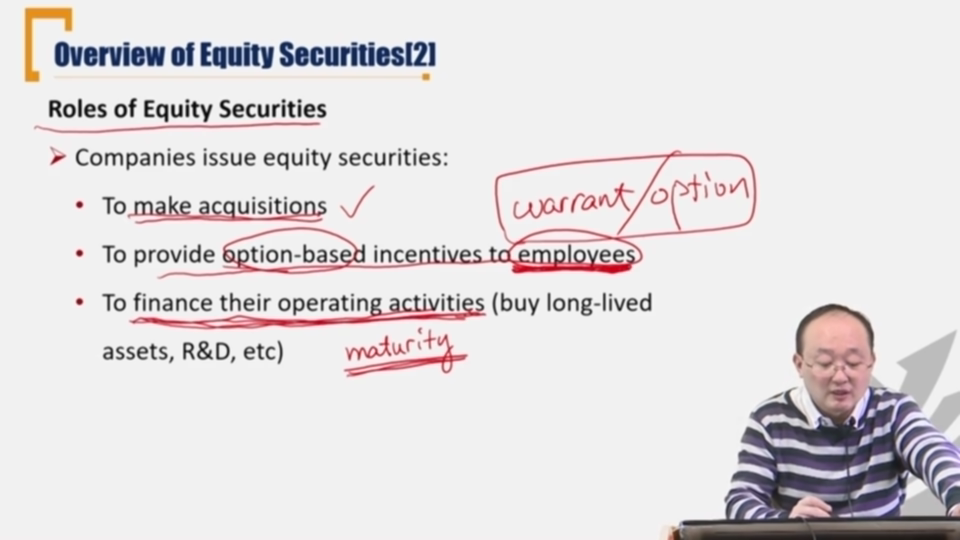 Overview of Equity Securities[2]
Roles of Equity Securities
Companies issue equity securities:
• To make acquisitions ✓
warrant/option
• To provide option-based incentives to employees
• To finance their operating activities (buy long-lived
assets, R&D, etc)
maturity